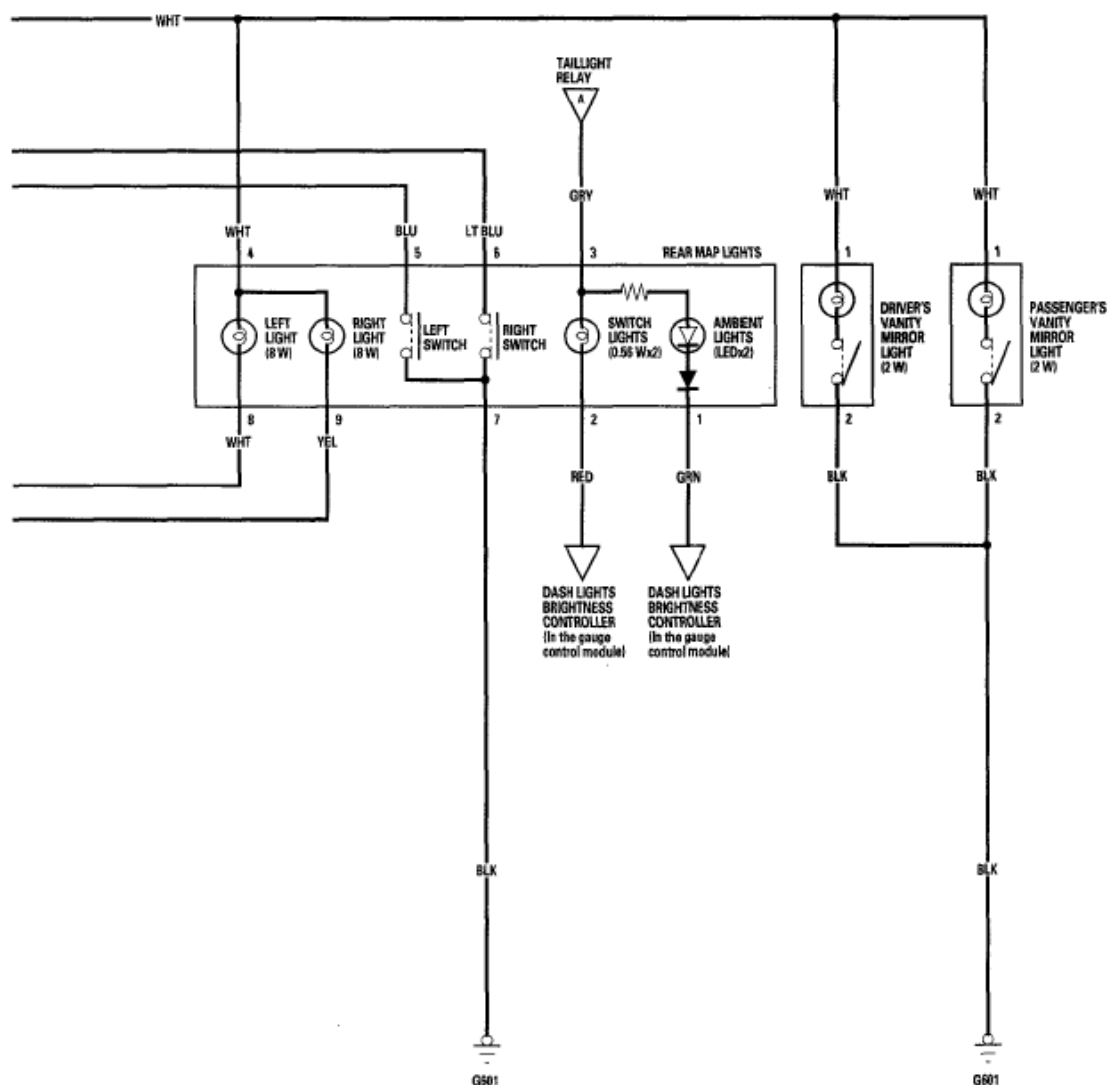 WHT
TAILLIGHT
RELAY
A
GRY
WHT
WHT
WHT
BLU
LT BLU
4
5
6
3
REAR MAP LIGHTS
1
1
LEFT
LIGHT
(8 W)
RIGHT
LIGHT
(8 W)
LEFT
SWITCH
RIGHT
SWITCH
SWITCH
LIGHTS
(0.56 Wx2)
AMBIENT
LIGHTS
(LEDx2)
DRIVER'S
VANITY
MIRROR
LIGHT
(2 W)
PASSENGER'S
VANITY
MIRROR
LIGHT
(2 W)
8
9
7
2
1
2
2
WHT
YEL
RED
GRN
BLK
BLK
DASH LIGHTS
BRIGHTNESS
CONTROLLER
(In the gauge
control module)
DASH LIGHTS
BRIGHTNESS
CONTROLLER
(In the gauge
control module)
BLK
BLK
G601
G601